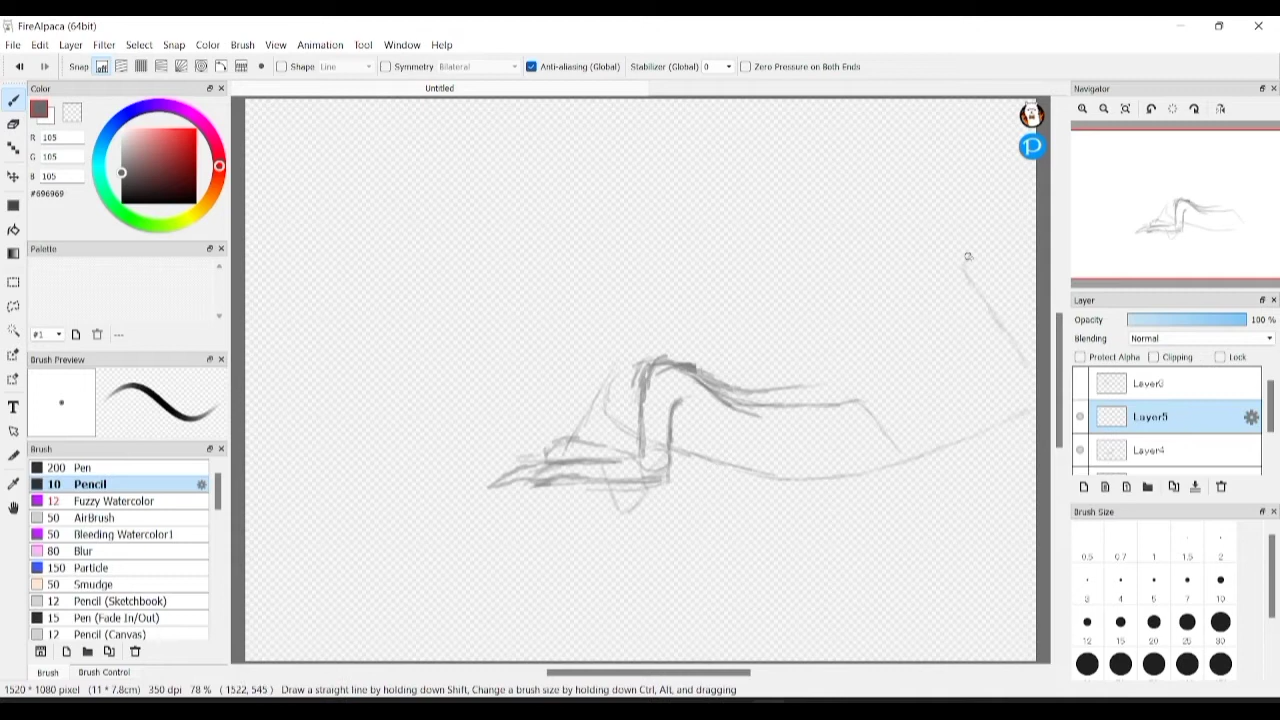 FireAlpaca (64bit)
File Edit Layer Filter Select Snap Color Brush View Animation Tool Window Help
Snap Shape Line Symmetry Bilateral Anti-aliasing (Global) Stabilizer (Global) 0 Zero Pressure on Both Ends
Color
Untitled
Navigator
R 105
G 105
B 105
#696969
Palette
#1
Brush Preview
T
Brush
200 Pen
10 Pencil
12 Fuzzy Watercolor
50 AirBrush
50 Bleeding Watercolor1
80 Blur
150 Particle
50 Smudge
12 Pencil (Sketchbook)
15 Pen (Fade In/Out)
12 Pencil (Canvas)
Brush Brush Control
P
Layer
Opacity 100 %
Blending Normal
Protect Alpha Clipping Lock
Layer5
Layer4
Brush Size
0.5 0.7 1 1.5 2
3 4 5 7 10
12 15 20 25 30
1520 * 1080 pixel (11 * 7.8cm) 350 dpi 78 % ( 1522, 545 ) Draw a straight line by holding down Shift, Change a brush size by holding down Ctrl, Alt, and dragging